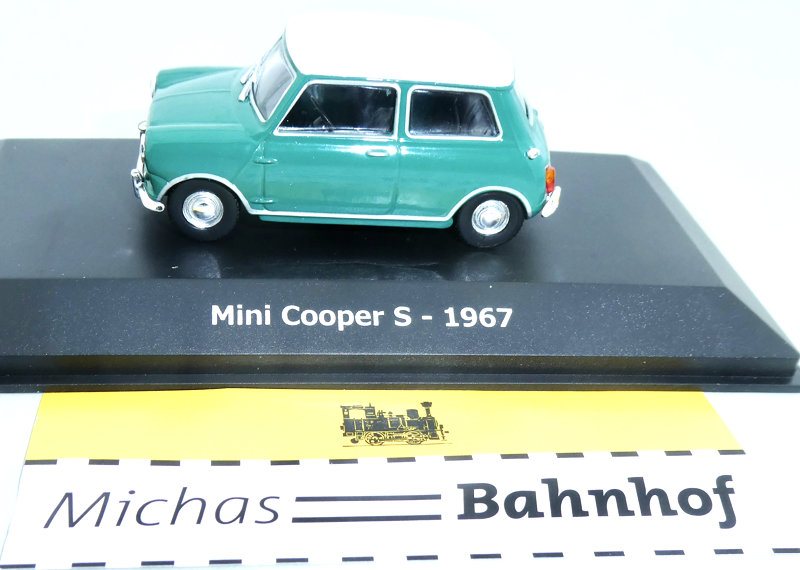 Mini Cooper S - 1967
Michas Bahnhof